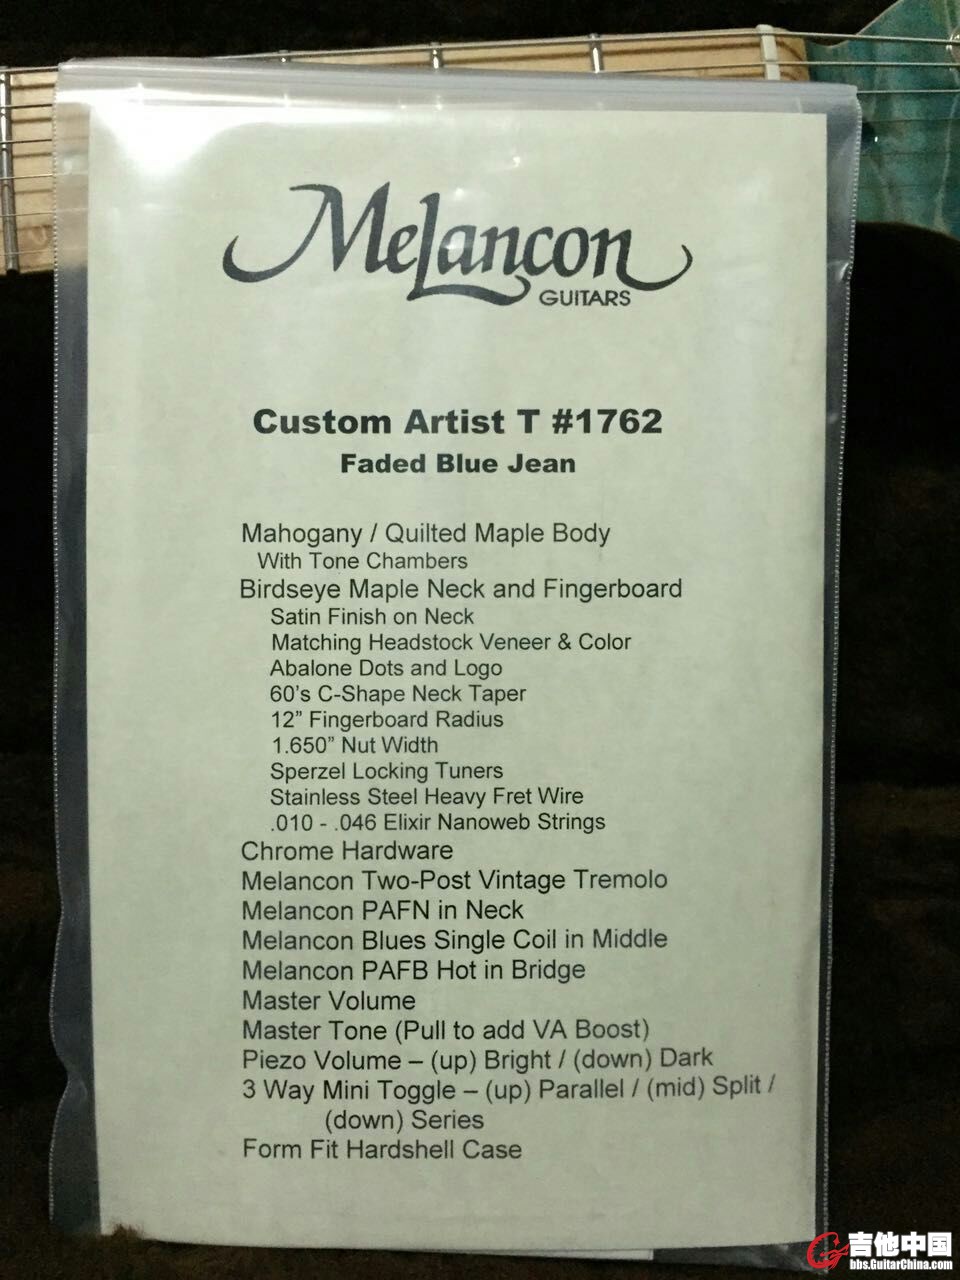 Melancon
GUITARS
Custom Artist T #1762
Faded Blue Jean
Mahogany / Quilted Maple Body
With Tone Chambers
Birdseye Maple Neck and Fingerboard
Satin Finish on Neck
Matching Headstock Veneer & Color
Abalone Dots and Logo
60's C-Shape Neck Taper
12” Fingerboard Radius
1.650” Nut Width
Sperzel Locking Tuners
Stainless Steel Heavy Fret Wire
.010 - .046 Elixir Nanoweb Strings
Chrome Hardware
Melancon Two-Post Vintage Tremolo
Melancon PAFN in Neck
Melancon Blues Single Coil in Middle
Melancon PAFB Hot in Bridge
Master Volume
Master Tone (Pull to add VA Boost)
Piezo Volume – (up) Bright / (down) Dark
3 Way Mini Toggle – (up) Parallel / (mid) Split /
(down) Series
Form Fit Hardshell Case
吉他中国
bbs.GuitarChina.com